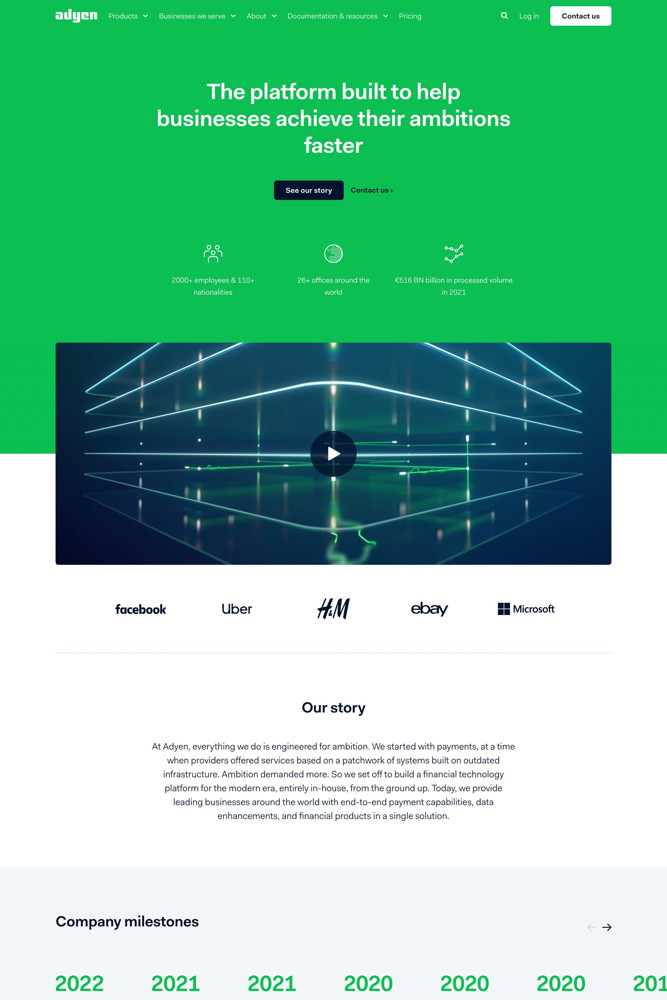 adyen Products Businesses we serve About Documentation & resources Pricing Log in Contact us
The platform built to help
businesses achieve their ambitions
faster
See our story Contact us ›
2000+ employees & 110+
nationalities
26+ offices around the
world
€516 BN billion in processed volume
in 2021
facebook Uber H&M ebay Microsoft
Our story
At Adyen, everything we do is engineered for ambition. We started with payments, at a time
when providers offered services based on a patchwork of systems built on outdated
infrastructure. Ambition demanded more. So we set off to build a financial technology
platform for the modern era, entirely in-house, from the ground up. Today, we provide
leading businesses around the world with end-to-end payment capabilities, data
enhancements, and financial products in a single solution.
Company milestones
2022 2021 2021 2020 2020 2020 201